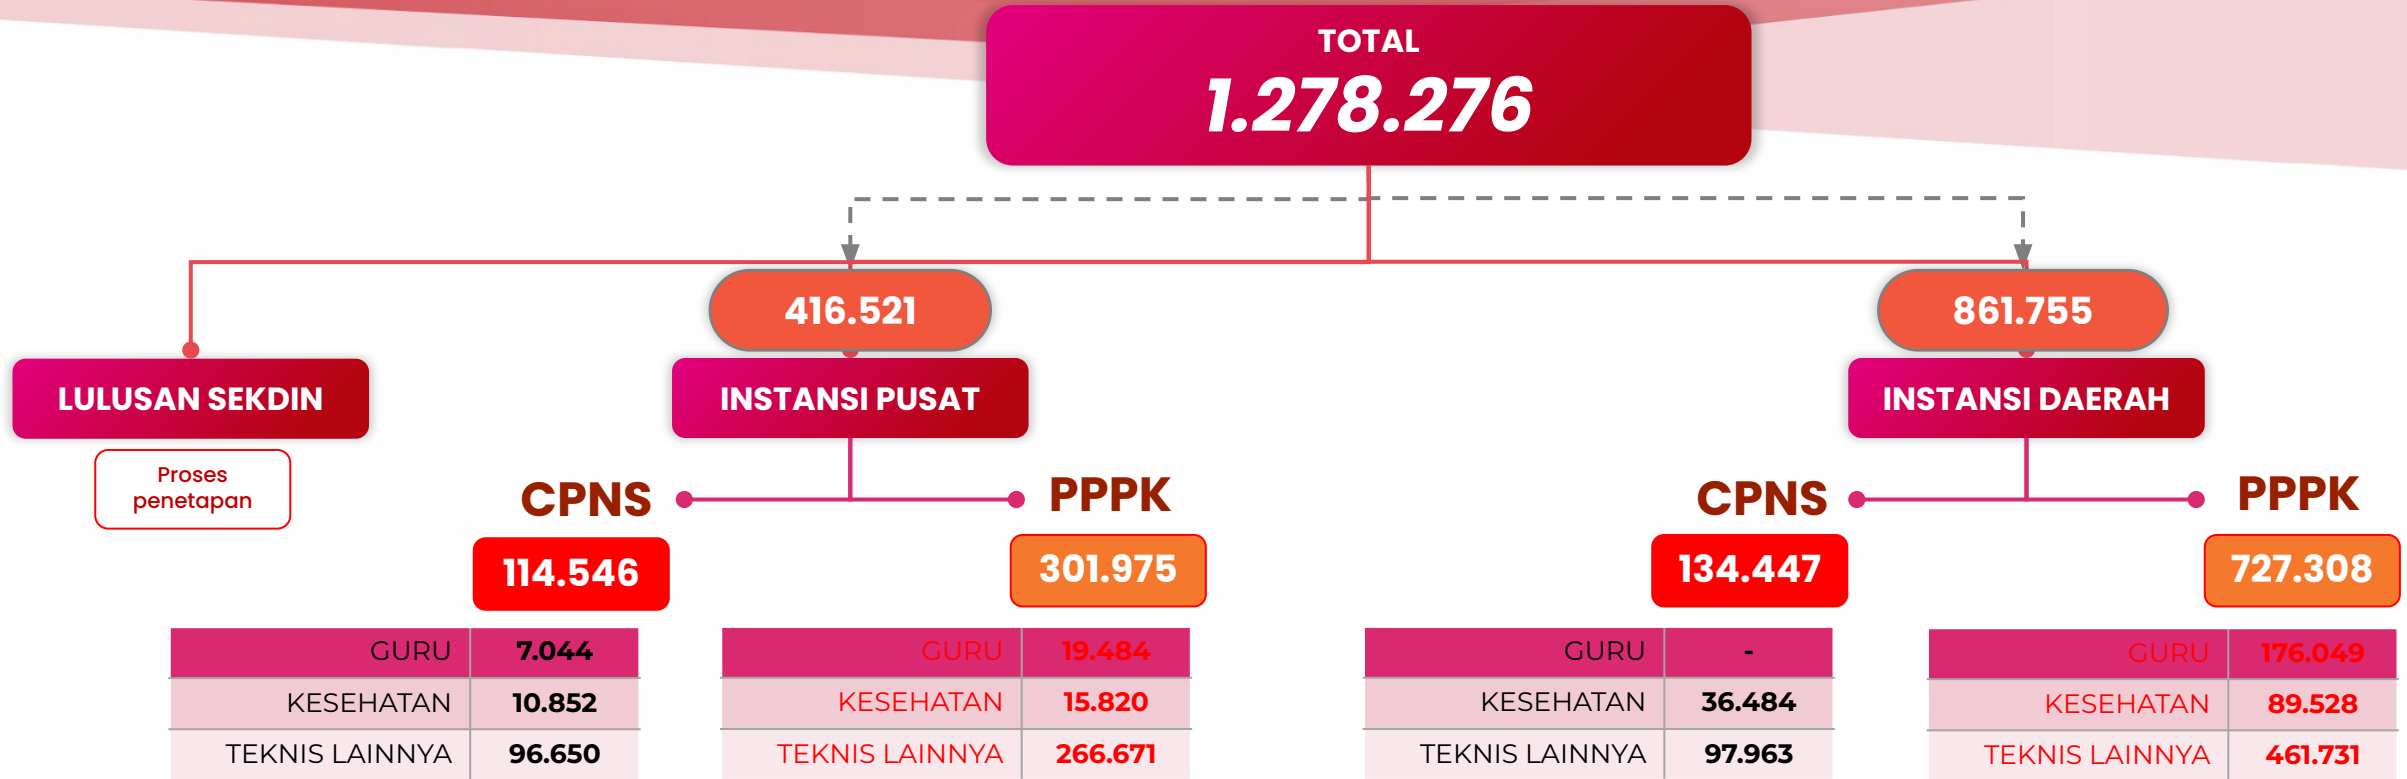 TOTAL
1.278.276
416.521
861.755
LULUSAN SEKDIN
INSTANSI PUSAT
INSTANSI DAERAH
Proses
penetapan
CPNS
PPPK
CPNS
PPPK
114.546
301.975
134.447
727.308
GURU 7.044
KESEHATAN 10.852
TEKNIS LAINNYA 96.650
GURU 19.484
KESEHATAN 15.820
TEKNIS LAINNYA 266.671
GURU -
KESEHATAN 36.484
TEKNIS LAINNYA 97.963
GURU 176.049
KESEHATAN 89.528
TEKNIS LAINNYA 461.731